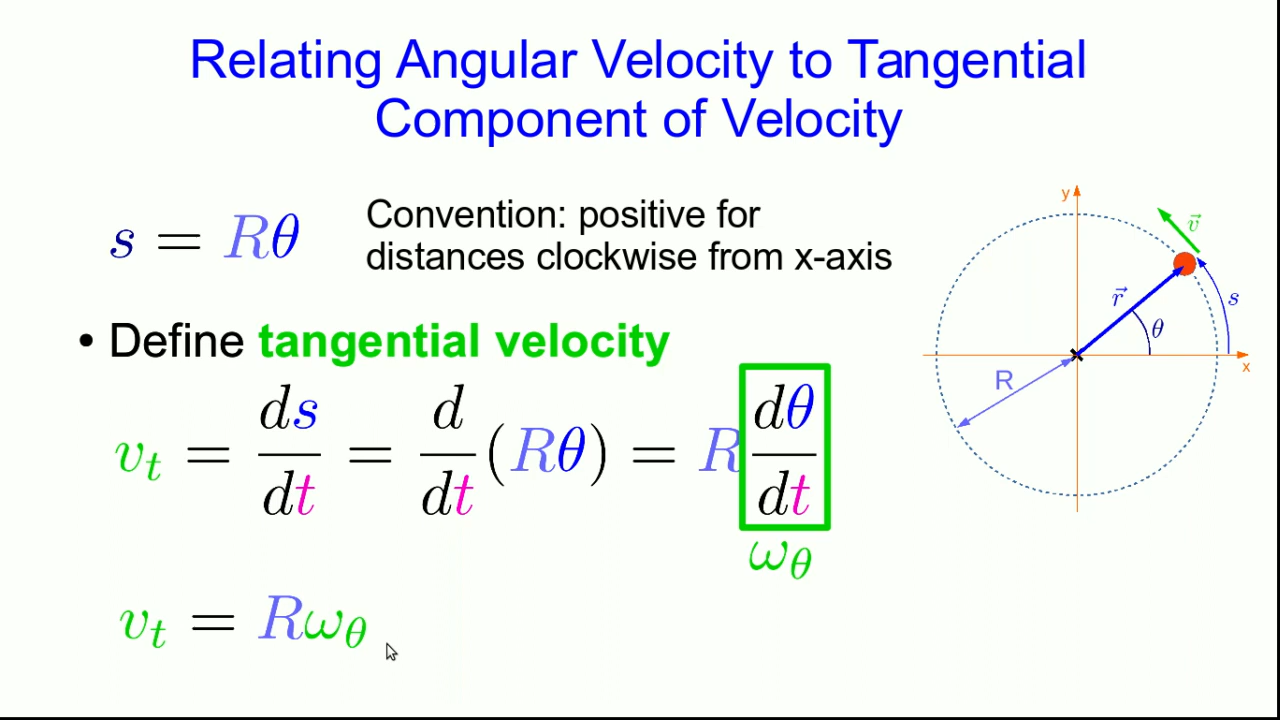 Relating Angular Velocity to Tangential
Component of Velocity
s = Rθ
Convention: positive for
distances clockwise from x-axis
• Define tangential velocity
v_t = ds/dt = d/dt (Rθ) = R dθ/dt
ω_θ
v_t = Rω_θ
y
v⃗
r⃗
s
θ
x
R